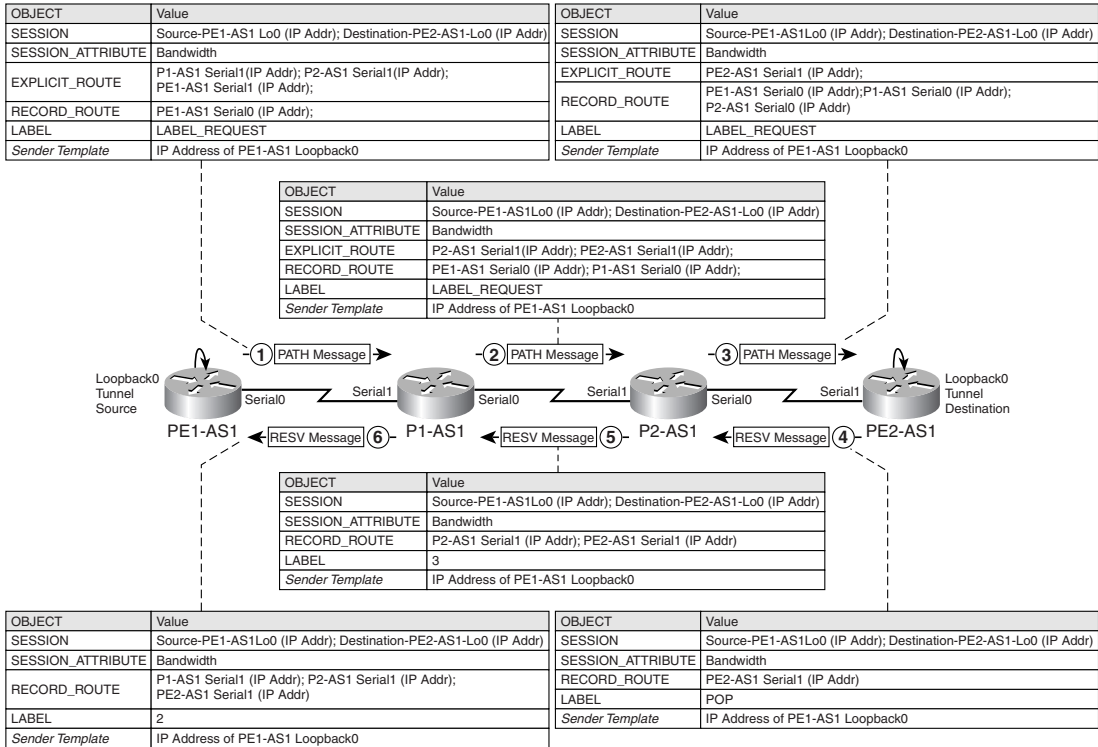 OBJECT Value
SESSION Source-PE1-AS1 Lo0 (IP Addr); Destination-PE2-AS1-Lo0 (IP Addr)
SESSION_ATTRIBUTE Bandwidth
EXPLICIT_ROUTE P1-AS1 Serial1(IP Addr); P2-AS1 Serial1(IP Addr);
PE1-AS1 Serial1 (IP Addr);
RECORD_ROUTE PE1-AS1 Serial0 (IP Addr);
LABEL LABEL_REQUEST
Sender Template IP Address of PE1-AS1 Loopback0
OBJECT Value
SESSION Source-PE1-AS1Lo0 (IP Addr); Destination-PE2-AS1-Lo0 (IP Addr)
SESSION_ATTRIBUTE Bandwidth
EXPLICIT_ROUTE PE2-AS1 Serial1 (IP Addr);
RECORD_ROUTE PE1-AS1 Serial0 (IP Addr);P1-AS1 Serial0 (IP Addr);
P2-AS1 Serial0 (IP Addr)
LABEL LABEL_REQUEST
Sender Template IP Address of PE1-AS1 Loopback0
OBJECT Value
SESSION Source-PE1-AS1Lo0 (IP Addr); Destination-PE2-AS1-Lo0 (IP Addr)
SESSION_ATTRIBUTE Bandwidth
EXPLICIT_ROUTE P2-AS1 Serial1(IP Addr); PE2-AS1 Serial1(IP Addr);
RECORD_ROUTE PE1-AS1 Serial0 (IP Addr); P1-AS1 Serial0 (IP Addr);
LABEL LABEL_REQUEST
Sender Template IP Address of PE1-AS1 Loopback0
1 PATH Message
2 PATH Message
3 PATH Message
Loopback0
Tunnel
Source
Serial0
Serial1
Serial0
Serial1
Serial0
Serial1
Loopback0
Tunnel
Destination
PE1-AS1
RESV Message 6
P1-AS1
RESV Message 5
P2-AS1
RESV Message 4
PE2-AS1
OBJECT Value
SESSION Source-PE1-AS1Lo0 (IP Addr); Destination-PE2-AS1-Lo0 (IP Addr)
SESSION_ATTRIBUTE Bandwidth
RECORD_ROUTE P2-AS1 Serial1 (IP Addr); PE2-AS1 Serial1 (IP Addr)
LABEL 3
Sender Template IP Address of PE1-AS1 Loopback0
OBJECT Value
SESSION Source-PE1-AS1Lo0 (IP Addr); Destination-PE2-AS1-Lo0 (IP Addr)
SESSION_ATTRIBUTE Bandwidth
RECORD_ROUTE P1-AS1 Serial1 (IP Addr); P2-AS1 Serial1 (IP Addr);
PE2-AS1 Serial1 (IP Addr)
LABEL 2
Sender Template IP Address of PE1-AS1 Loopback0
OBJECT Value
SESSION Source-PE1-AS1Lo0 (IP Addr); Destination-PE2-AS1-Lo0 (IP Addr)
SESSION_ATTRIBUTE Bandwidth
RECORD_ROUTE PE2-AS1 Serial1 (IP Addr)
LABEL POP
Sender Template IP Address of PE1-AS1 Loopback0